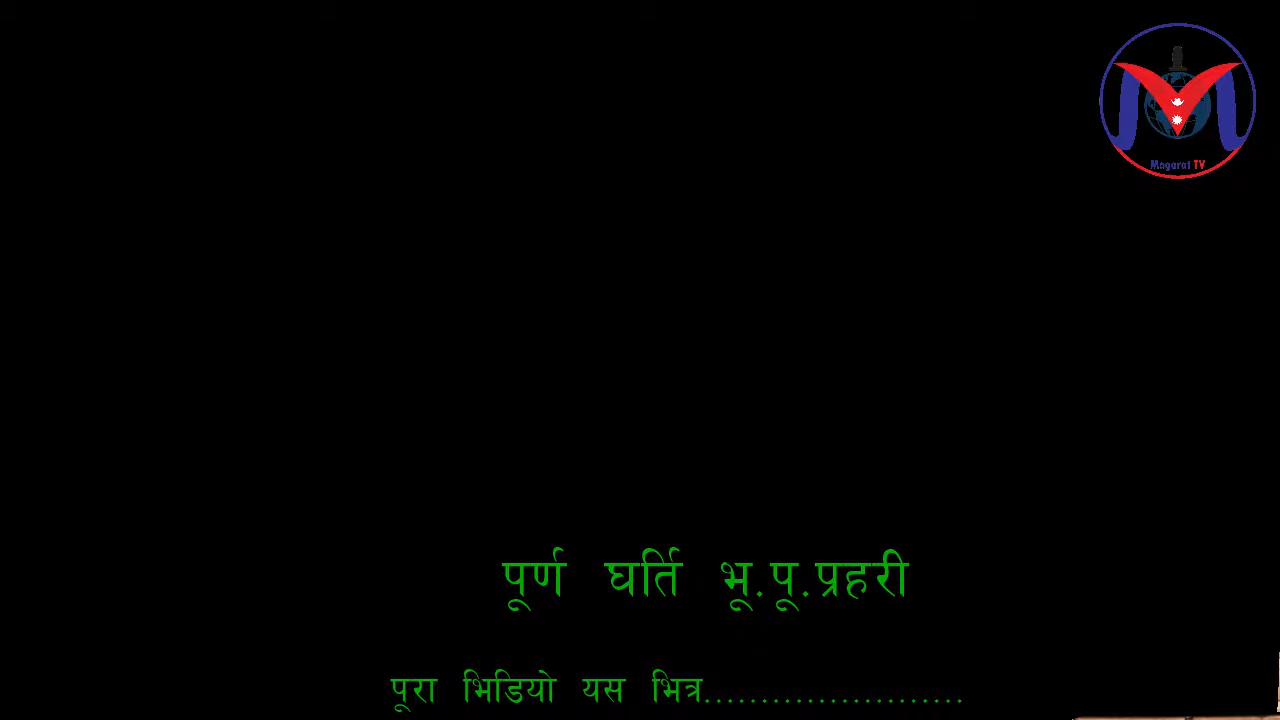 Magarat TV
पूर्ण घर्ति भू.पू.प्रहरी
पूरा भिडियो यस भित्र.......................